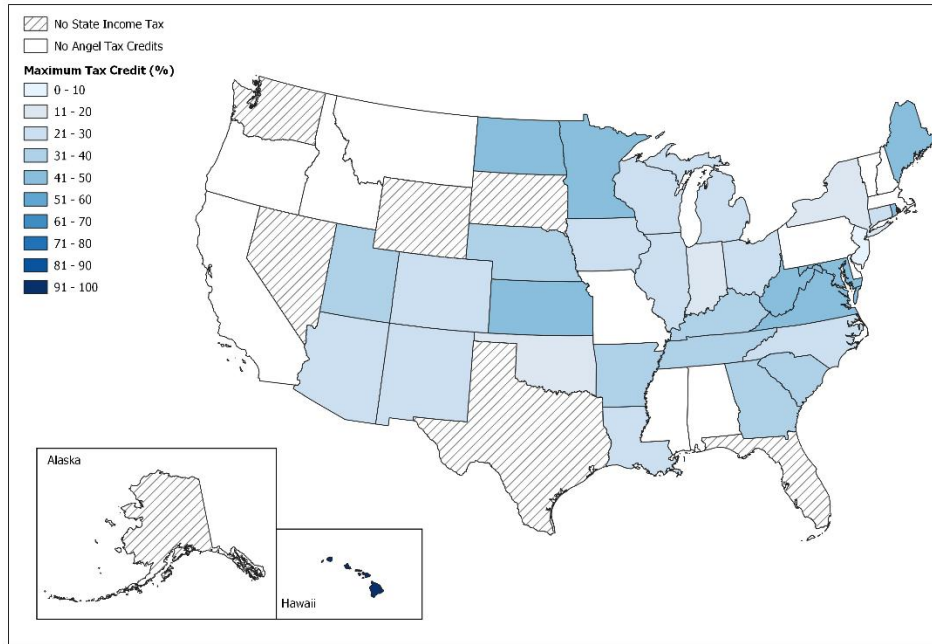 No State Income Tax
No Angel Tax Credits
Maximum Tax Credit (%)
0 - 10
11 - 20
21 - 30
31 - 40
41 - 50
51 - 60
61 - 70
71 - 80
81 - 90
91 - 100
Alaska
Hawaii